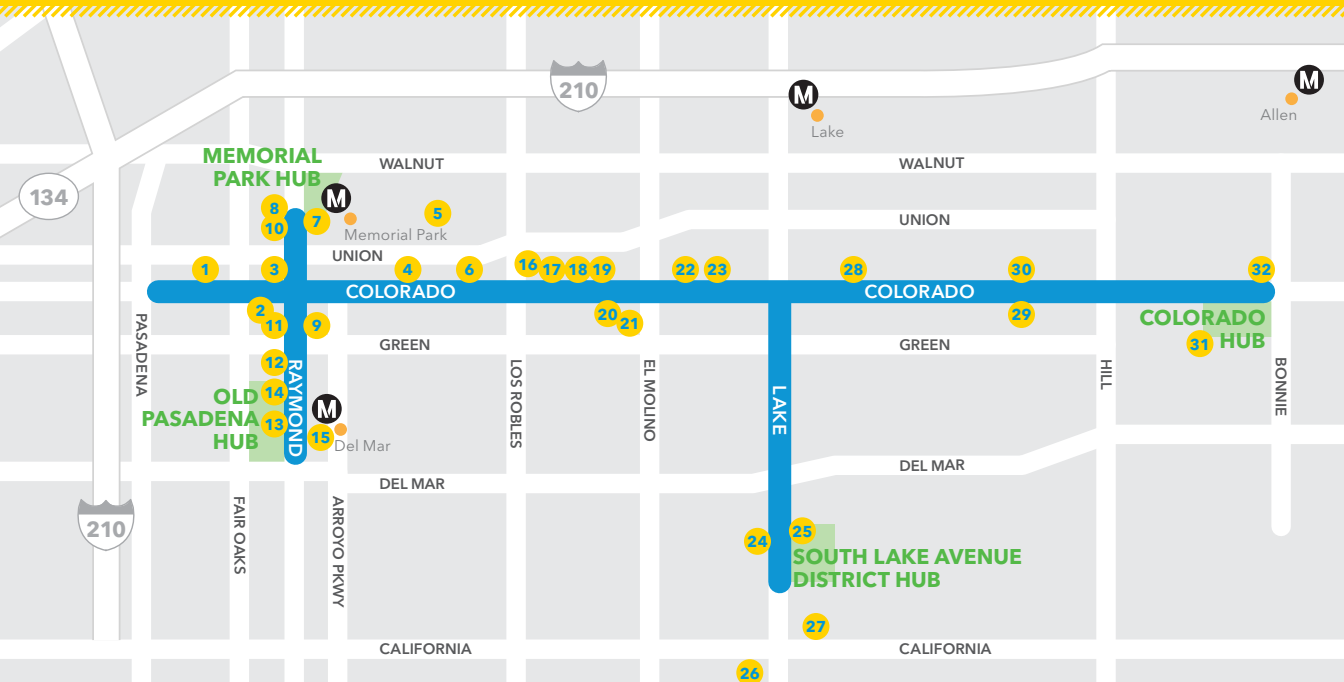 210
M
M
Allen
Lake
MEMORIAL
PARK HUB
WALNUT
WALNUT
134
M
8
7
5
10
Memorial Park
UNION
UNION
1
3
4
6
16
17
18
19
22
23
28
30
32
COLORADO
COLORADO
2
11
9
20
21
29
COLORADO
HUB
31
PASADENA
GREEN
GREEN
12
RAYMOND
LOS ROBLES
EL MOLINO
LAKE
HILL
BONNIE
OLD
PASADENA
HUB
14
13
M
15
Del Mar
DEL MAR
DEL MAR
210
FAIR OAKS
ARROYO PKWY
24
25
SOUTH LAKE AVENUE
DISTRICT HUB
27
CALIFORNIA
CALIFORNIA
26